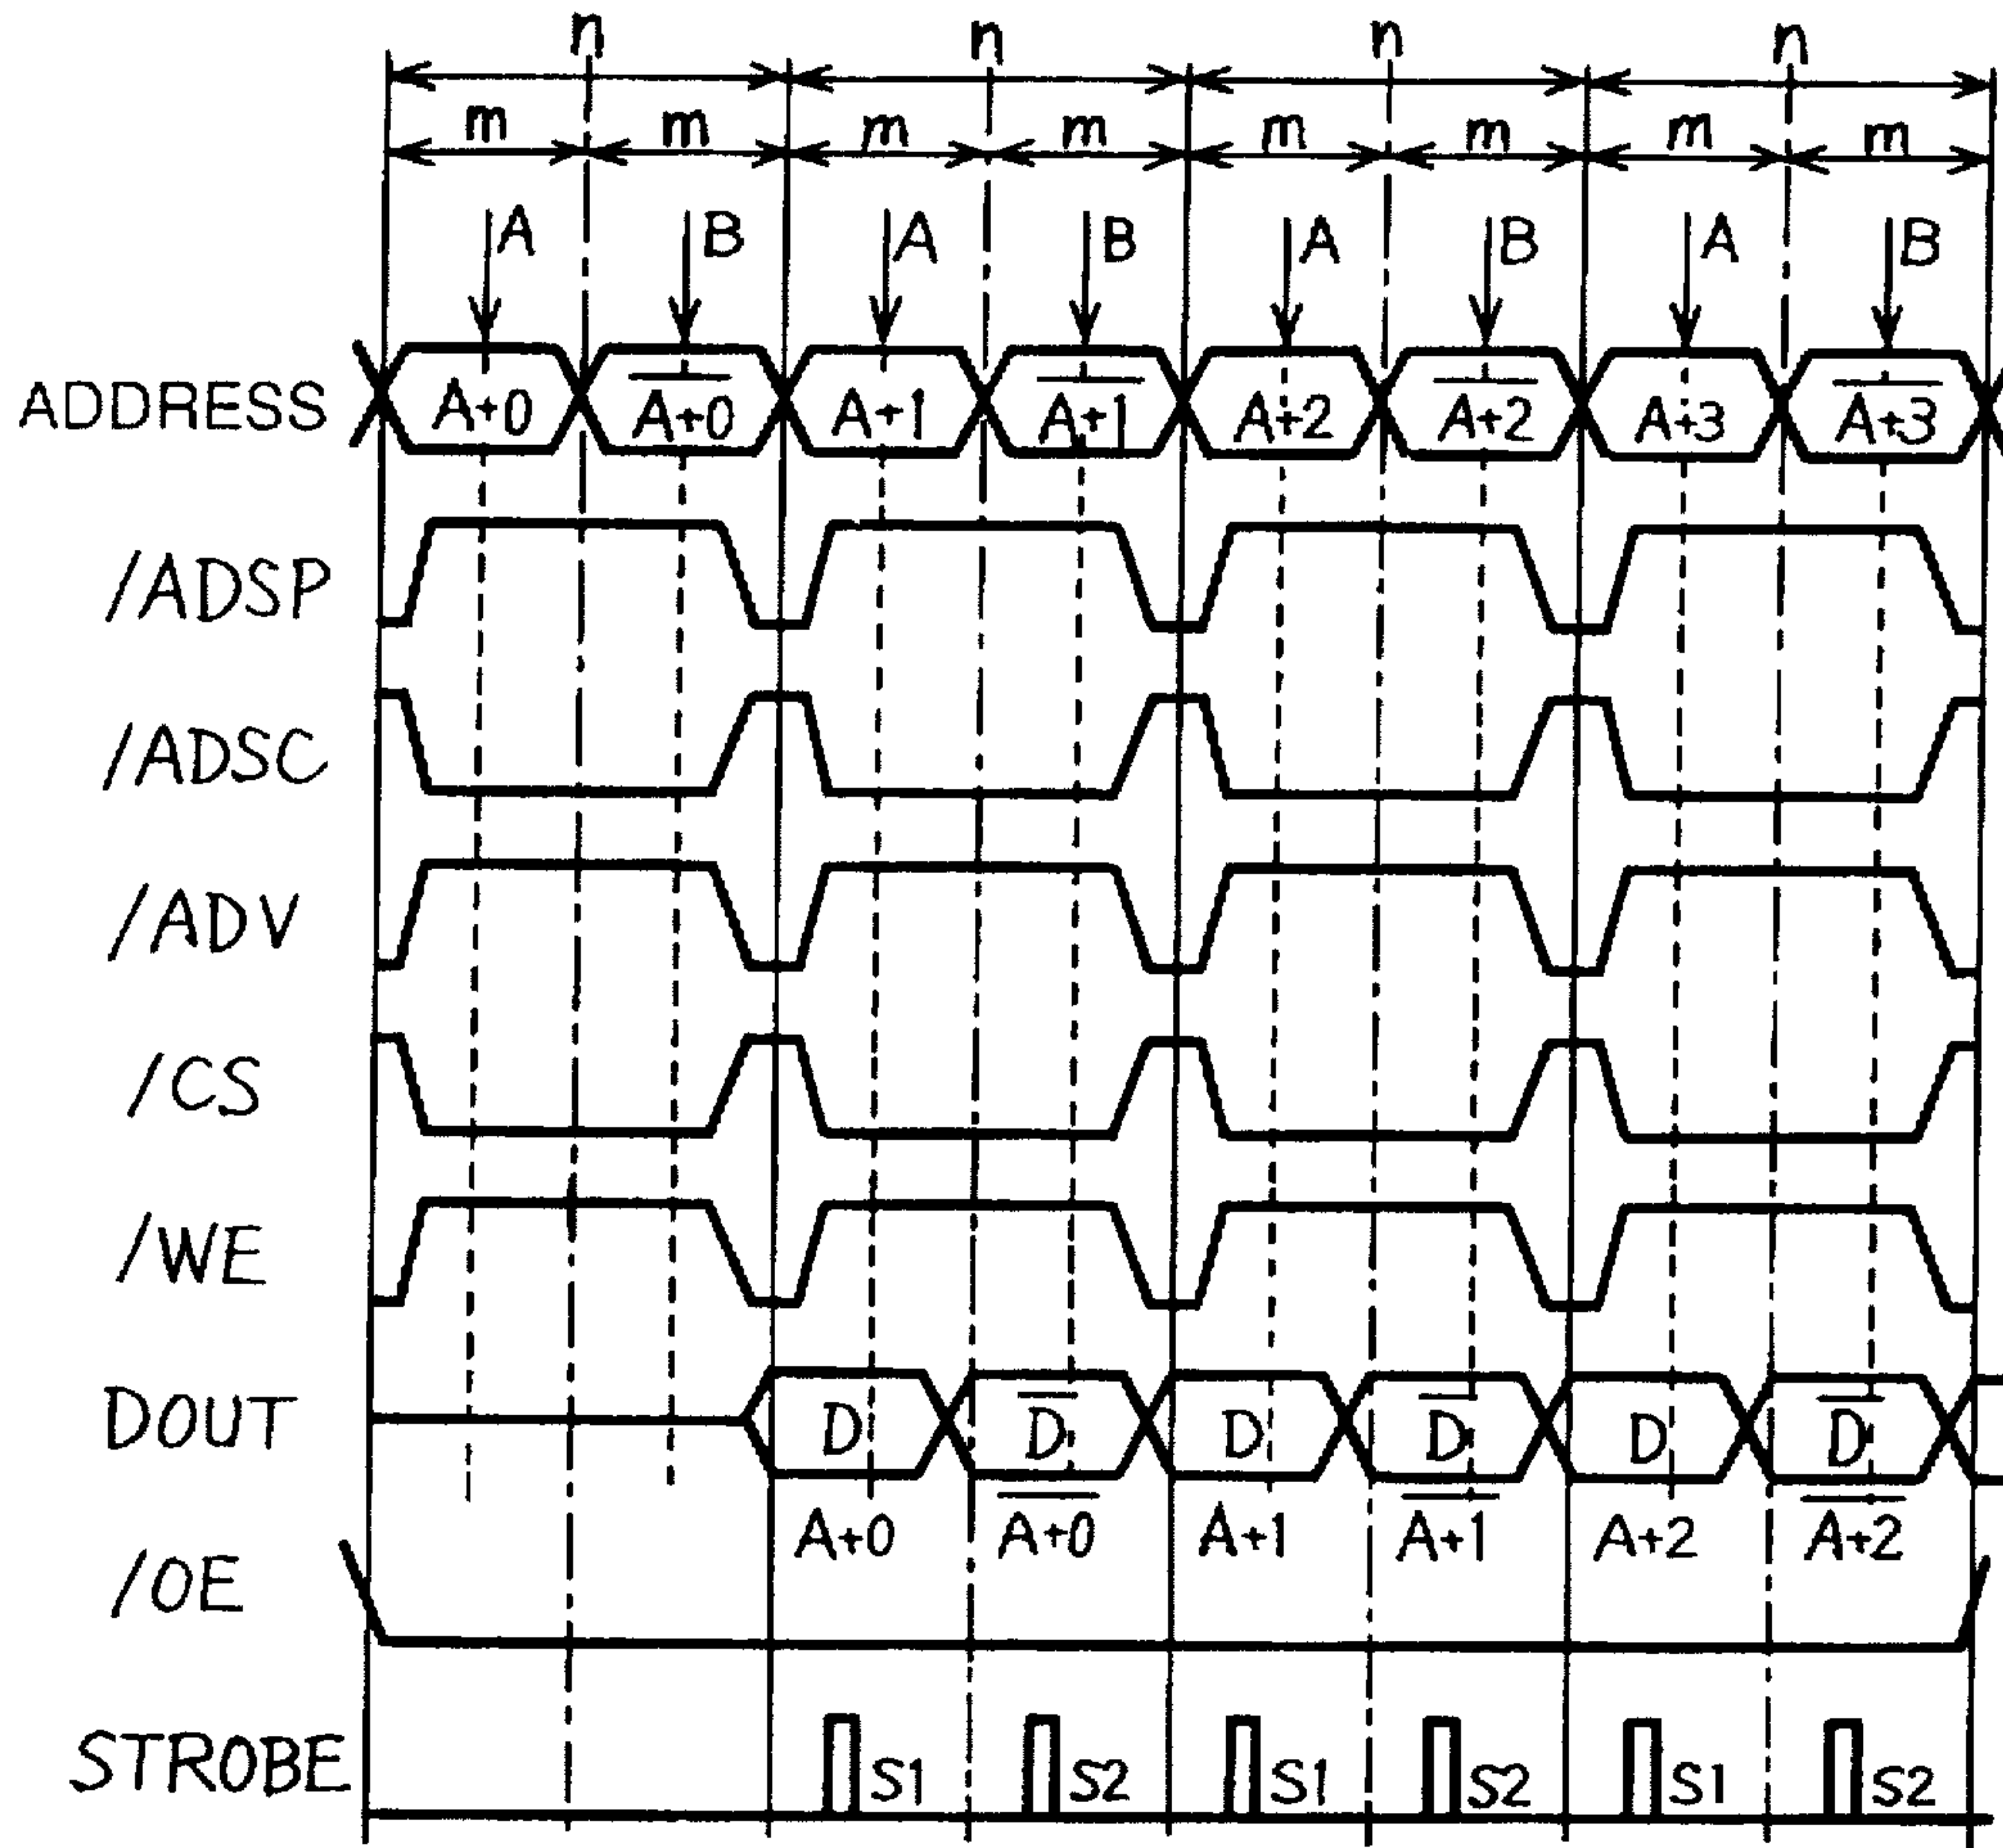 n n n n
m m m m m m m m
A B A B A B A B
ADDRESS A+0 A̅+̅0̅ A+1 A̅+̅1̅ A+2 A̅+̅2̅ A+3 A̅+̅3̅
/ADSP
/ADSC
/ADV
/CS
/WE
DOUT D D̅ D D̅ D D̅
A+0 A̅+̅0̅ A+1 A̅+̅1̅ A+2 A̅+̅2̅
/OE
STROBE S1 S2 S1 S2 S1 S2